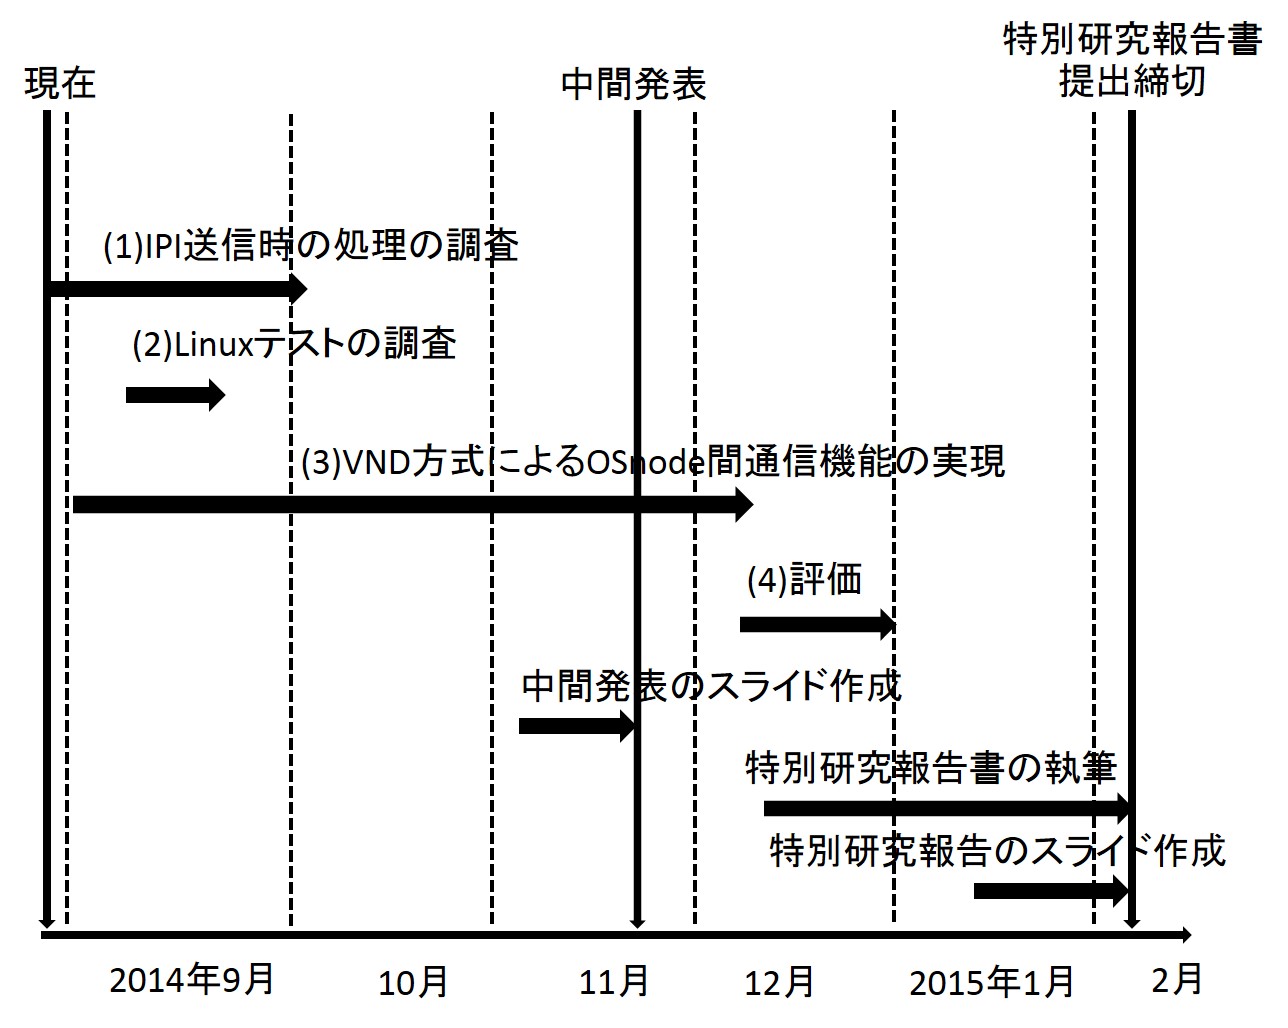 特別研究報告書
提出締切
現在
中間発表
(1)IPI送信時の処理の調査
(2)Linuxテストの調査
(3)VND方式によるOSnode間通信機能の実現
(4)評価
中間発表のスライド作成
特別研究報告書の執筆
特別研究報告のスライド作成
2014年9月
10月
11月
12月
2015年1月
2月